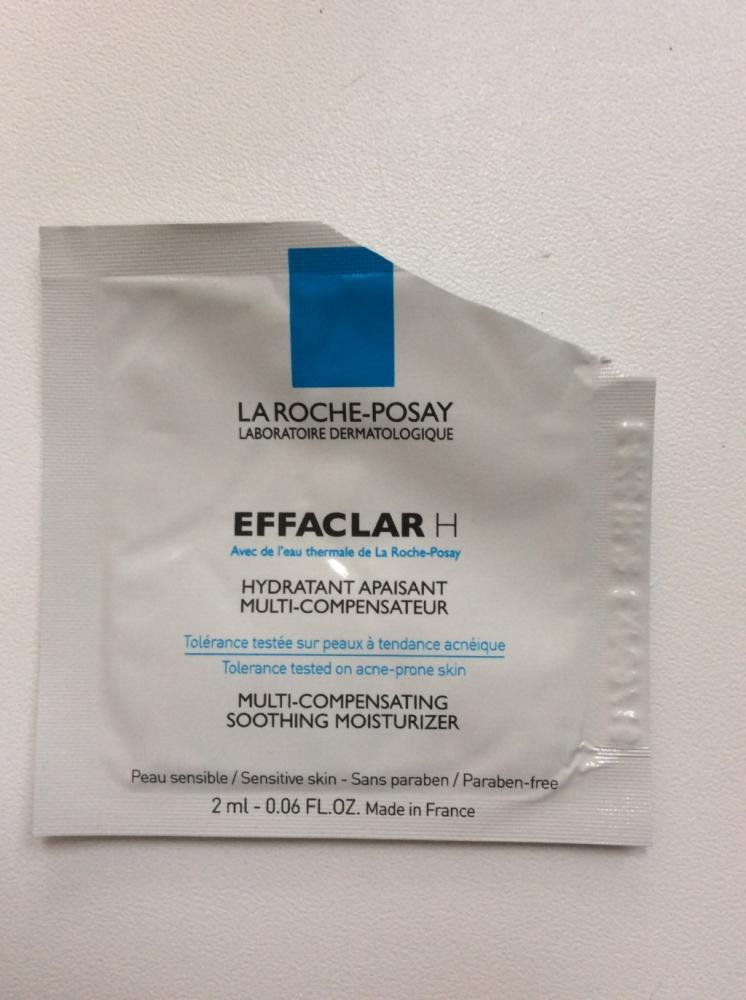 LA ROCHE-POSAY
LABORATOIRE DERMATOLOGIQUE
EFFACLAR H
Avec de l'eau thermale de La Roche-Posay
HYDRATANT APAISANT
MULTI-COMPENSATEUR
Tolérance testée sur peaux à tendance acnéique
Tolerance tested on acne-prone skin
MULTI-COMPENSATING
SOOTHING MOISTURIZER
Peau sensible / Sensitive skin - Sans paraben / Paraben-free
2 ml - 0.06 FL.OZ. Made in France